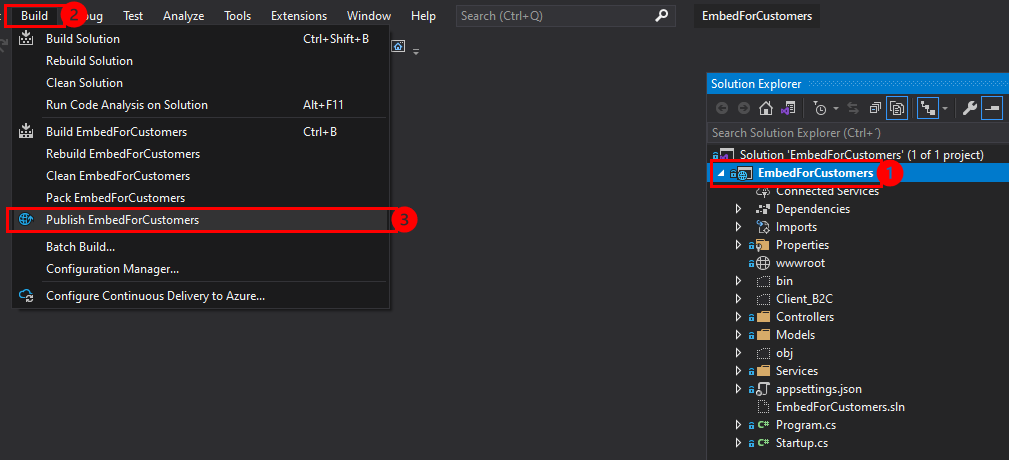 Build 2 bug Test Analyze Tools Extensions Window Help Search (Ctrl+Q) EmbedForCustomers
Build Solution Ctrl+Shift+B
Rebuild Solution
Clean Solution
Run Code Analysis on Solution Alt+F11
Build EmbedForCustomers Ctrl+B
Rebuild EmbedForCustomers
Clean EmbedForCustomers
Pack EmbedForCustomers
Publish EmbedForCustomers 3
Batch Build...
Configuration Manager...
Configure Continuous Delivery to Azure...
Solution Explorer
Search Solution Explorer (Ctrl+´)
Solution 'EmbedForCustomers' (1 of 1 project)
EmbedForCustomers 1
Connected Services
Dependencies
Imports
Properties
wwwroot
bin
Client_B2C
Controllers
Models
obj
Services
appsettings.json
EmbedForCustomers.sln
C# Program.cs
C# Startup.cs